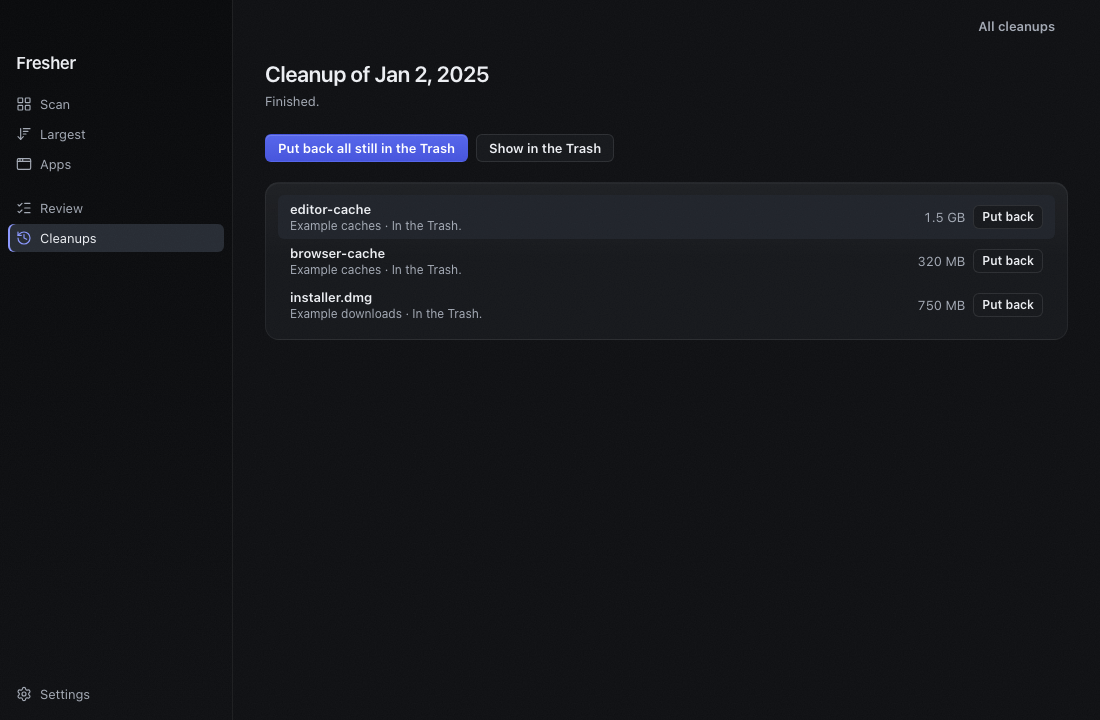 All cleanups
Fresher
Scan
Largest
Apps
Review
Cleanups
Settings
Cleanup of Jan 2, 2025
Finished.
Put back all still in the Trash
Show in the Trash
editor-cache
Example caches · In the Trash.
1.5 GB
Put back
browser-cache
Example caches · In the Trash.
320 MB
Put back
installer.dmg
Example downloads · In the Trash.
750 MB
Put back